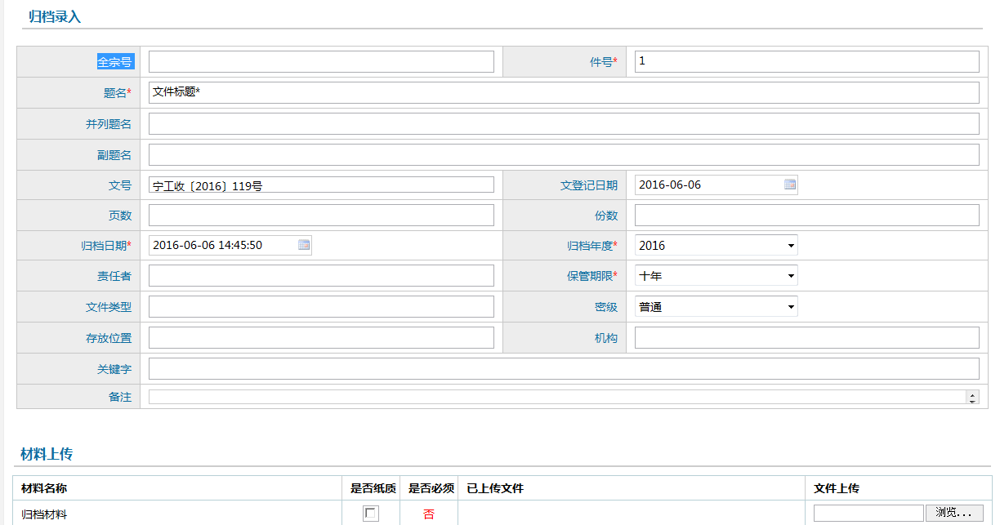 归档录入
全宗号 件号* 1
题名* 文件标题*
并列题名
副题名
文号 宁工收〔2016〕119号 文登记日期 2016-06-06
页数 份数
归档日期* 2016-06-06 14:45:50 归档年度* 2016
责任者 保管期限* 十年
文件类型 密级 普通
存放位置 机构
关键字
备注
材料上传
材料名称 是否纸质 是否必须 已上传文件 文件上传
归档材料 否 浏览...